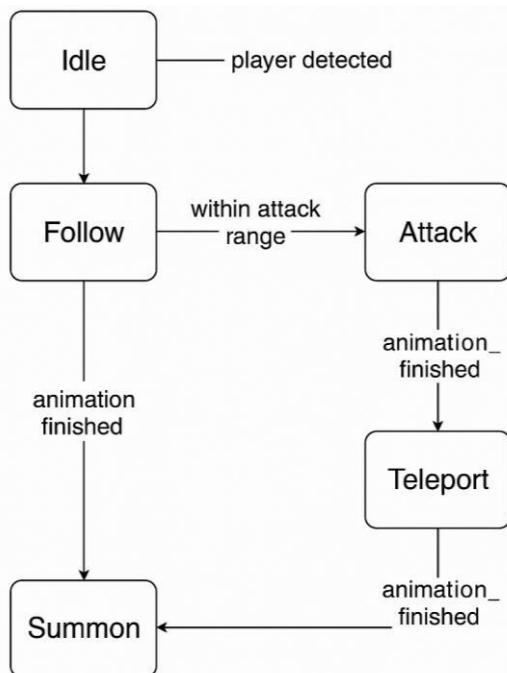 Idle
player detected
Follow
within attack
range
Attack
animation
finished
animation_
finished
Teleport
animation_
finished
Summon